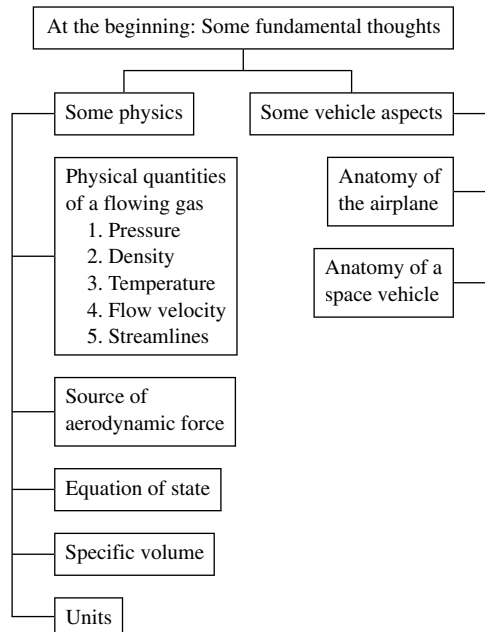 At the beginning: Some fundamental thoughts
Some physics
Some vehicle aspects
Physical quantities
of a flowing gas
1. Pressure
2. Density
3. Temperature
4. Flow velocity
5. Streamlines
Anatomy of
the airplane
Anatomy of a
space vehicle
Source of
aerodynamic force
Equation of state
Specific volume
Units